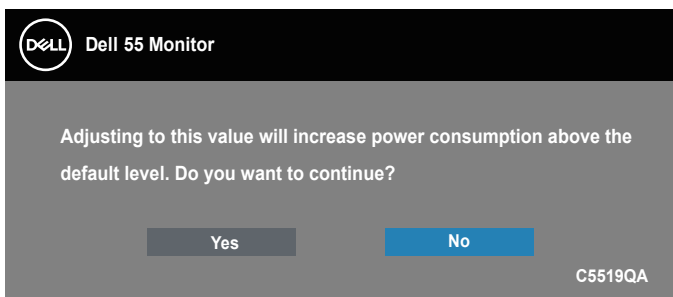 DELL
Dell 55 Monitor
Adjusting to this value will increase power consumption above the
default level. Do you want to continue?
Yes
No
C5519QA